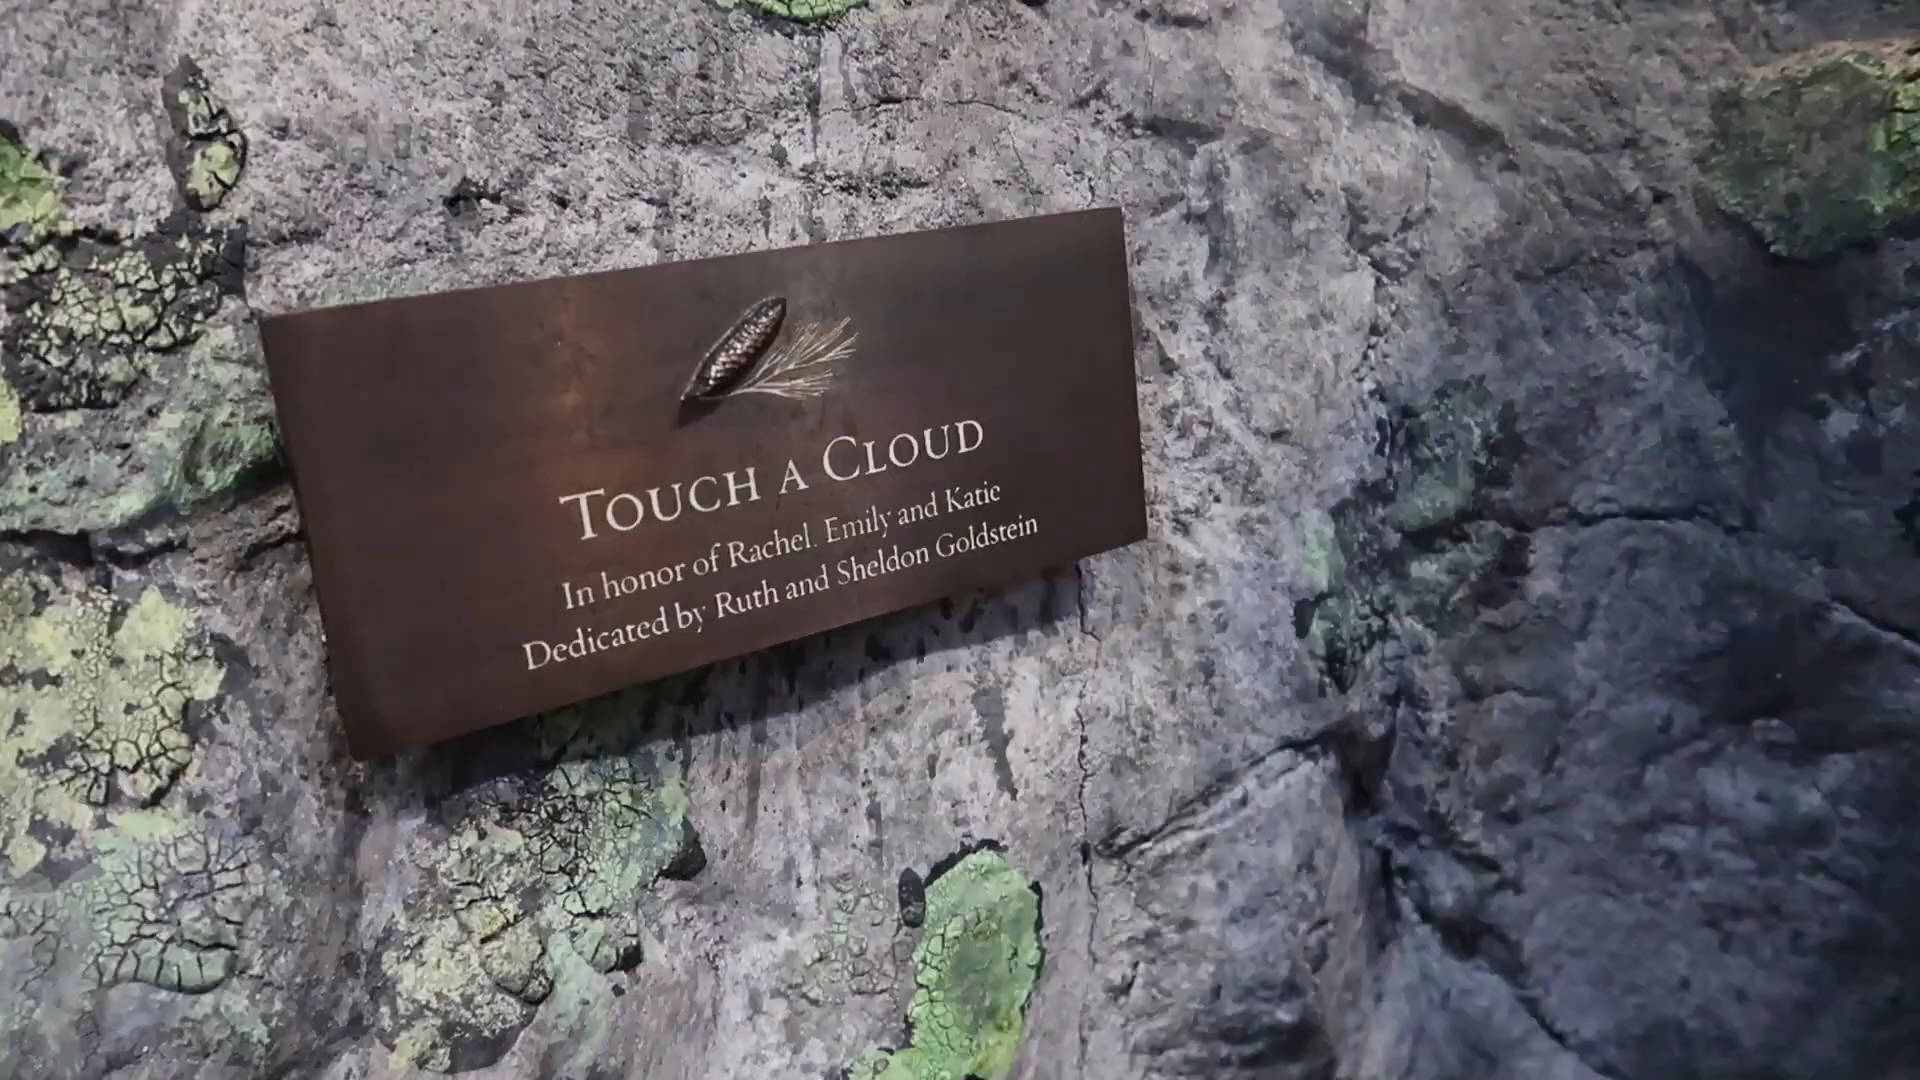 TOUCH A CLOUD
In honor of Rachel, Emily and Katie
Dedicated by Ruth and Sheldon Goldstein